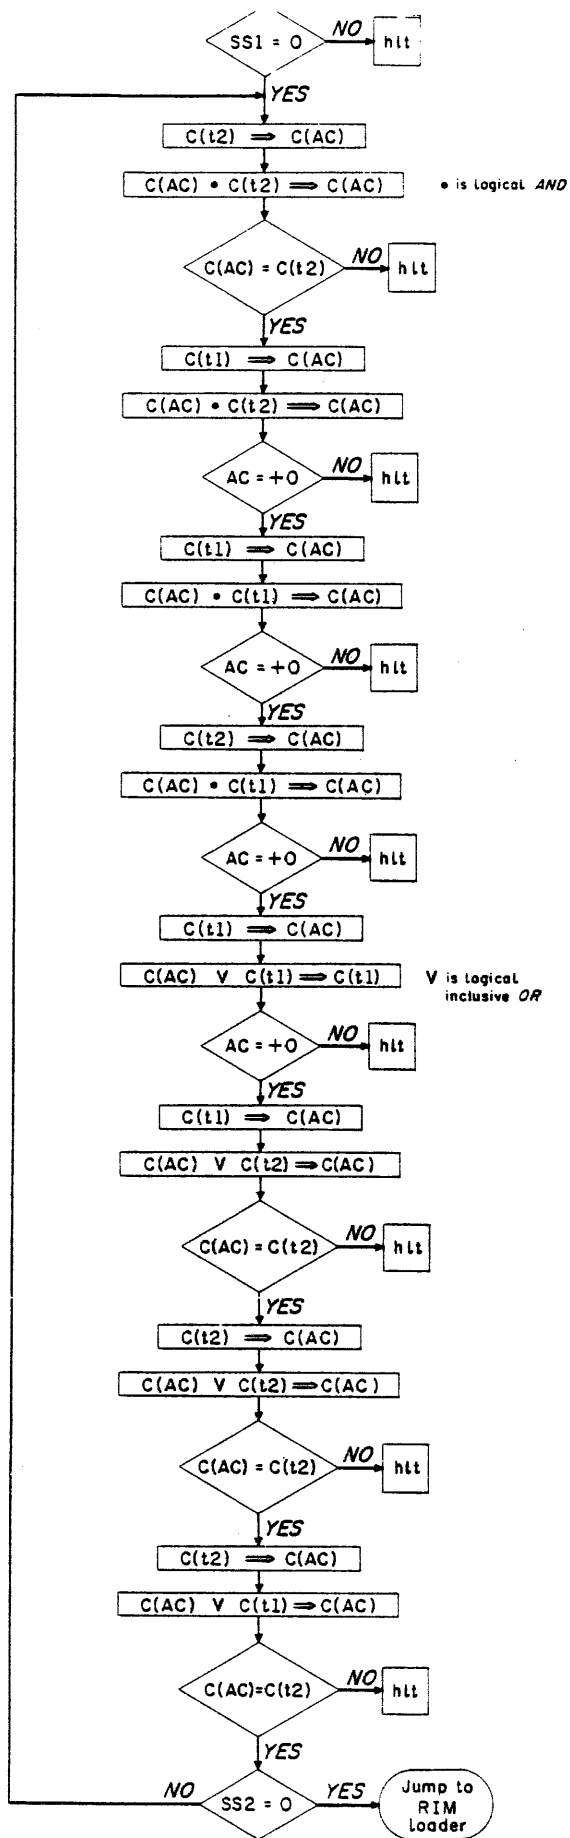 SS1 = 0
NO
hlt
YES
C(t2) ⟹ C(AC)
C(AC) • C(t2) ⟹ C(AC)
• is logical AND
C(AC) = C(t2)
NO
hlt
YES
C(t1) ⟹ C(AC)
C(AC) • C(t2) ⟹ C(AC)
AC = +0
NO
hlt
YES
C(t1) ⟹ C(AC)
C(AC) • C(t1) ⟹ C(AC)
AC = +0
NO
hlt
YES
C(t2) ⟹ C(AC)
C(AC) • C(t1) ⟹ C(AC)
AC = +0
NO
hlt
YES
C(t1) ⟹ C(AC)
C(AC) V C(t1) ⟹ C(t1)
V is logical
inclusive OR
AC = +0
NO
hlt
YES
C(t1) ⟹ C(AC)
C(AC) V C(t2) ⟹ C(AC)
C(AC) = C(t2)
NO
hlt
YES
C(t2) ⟹ C(AC)
C(AC) V C(t2) ⟹ C(AC)
C(AC) = C(t2)
NO
hlt
YES
C(t2) ⟹ C(AC)
C(AC) V C(t1) ⟹ C(AC)
C(AC)=C(t2)
NO
hlt
YES
NO
SS2 = 0
YES
Jump to
RIM
loader